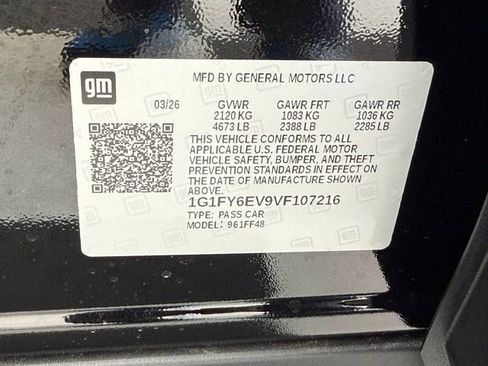 gm
MFD BY GENERAL MOTORS LLC
03/26 GVWR GAWR FRT GAWR RR
2120 KG 1083 KG 1036 KG
4673 LB 2388 LB 2285 LB
THIS VEHICLE CONFORMS TO ALL
APPLICABLE U.S. FEDERAL MOTOR
VEHICLE SAFETY, BUMPER, AND THEFT
PREVENTION STANDARDS IN EFFECT ON THE
DATE OF MANUFACTURE SHOWN
ABOVE.
1G1FY6EV9VF107216
TYPE: PASS CAR
MODEL: 961FF48